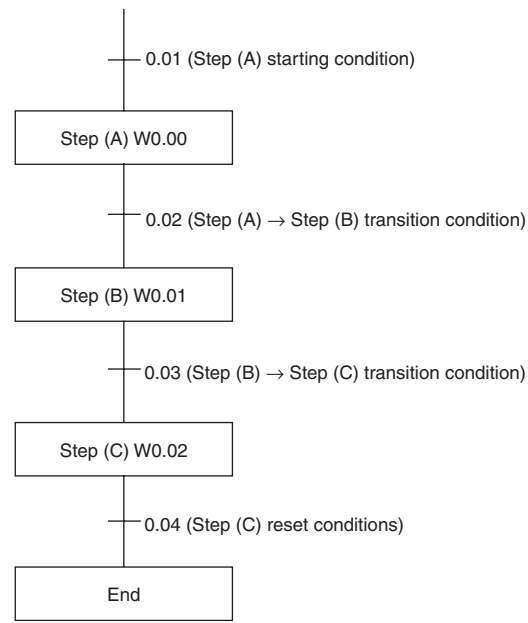 0.01 (Step (A) starting condition)
Step (A) W0.00
0.02 (Step (A) → Step (B) transition condition)
Step (B) W0.01
0.03 (Step (B) → Step (C) transition condition)
Step (C) W0.02
0.04 (Step (C) reset conditions)
End